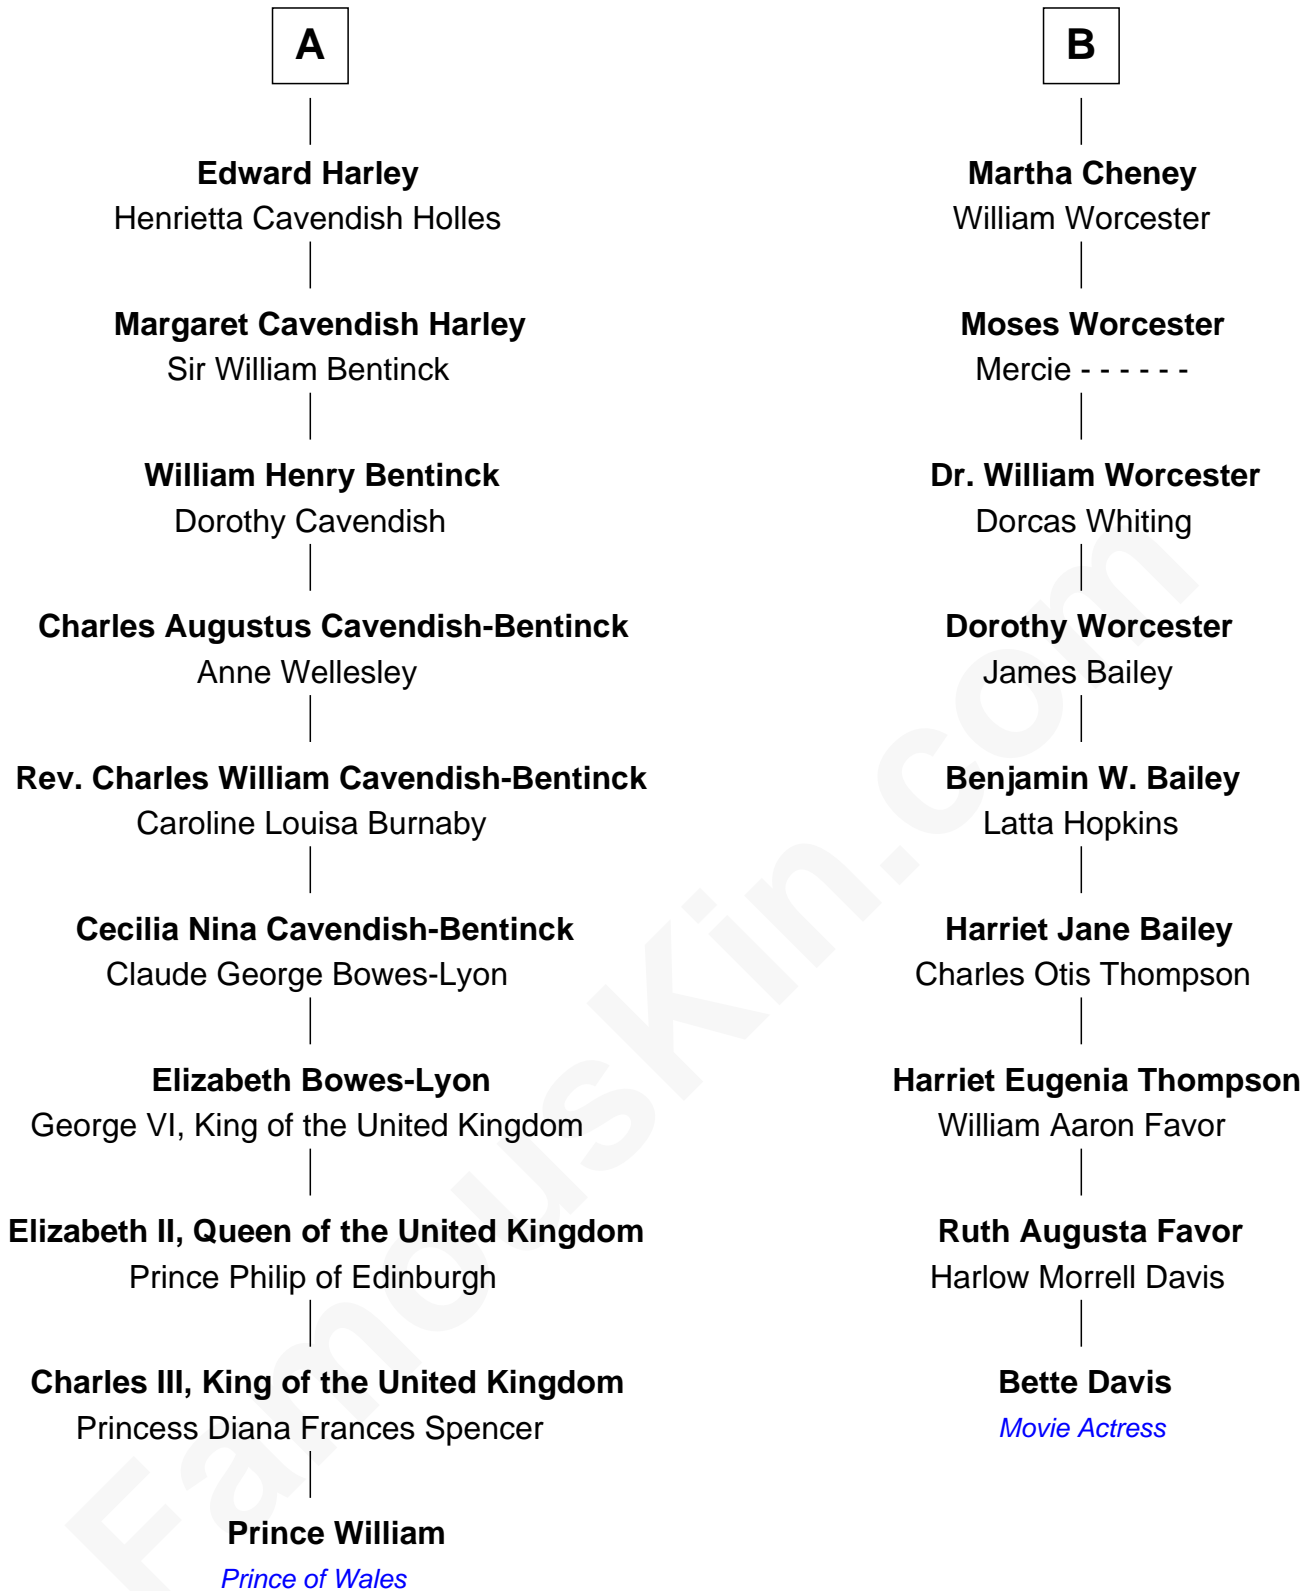 A
Edward Harley
Henrietta Cavendish Holles
Margaret Cavendish Harley
Sir William Bentinck
William Henry Bentinck
Dorothy Cavendish
Charles Augustus Cavendish-Bentinck
Anne Wellesley
Rev. Charles William Cavendish-Bentinck
Caroline Louisa Burnaby
Cecilia Nina Cavendish-Bentinck
Claude George Bowes-Lyon
Elizabeth Bowes-Lyon
George VI, King of the United Kingdom
Elizabeth II, Queen of the United Kingdom
Prince Philip of Edinburgh
Charles III, King of the United Kingdom
Princess Diana Frances Spencer
Prince William
Prince of Wales
B
Martha Cheney
William Worcester
Moses Worcester
Mercie - - - - - -
Dr. William Worcester
Dorcas Whiting
Dorothy Worcester
James Bailey
Benjamin W. Bailey
Latta Hopkins
Harriet Jane Bailey
Charles Otis Thompson
Harriet Eugenia Thompson
William Aaron Favor
Ruth Augusta Favor
Harlow Morrell Davis
Bette Davis
Movie Actress
FamousKin.com